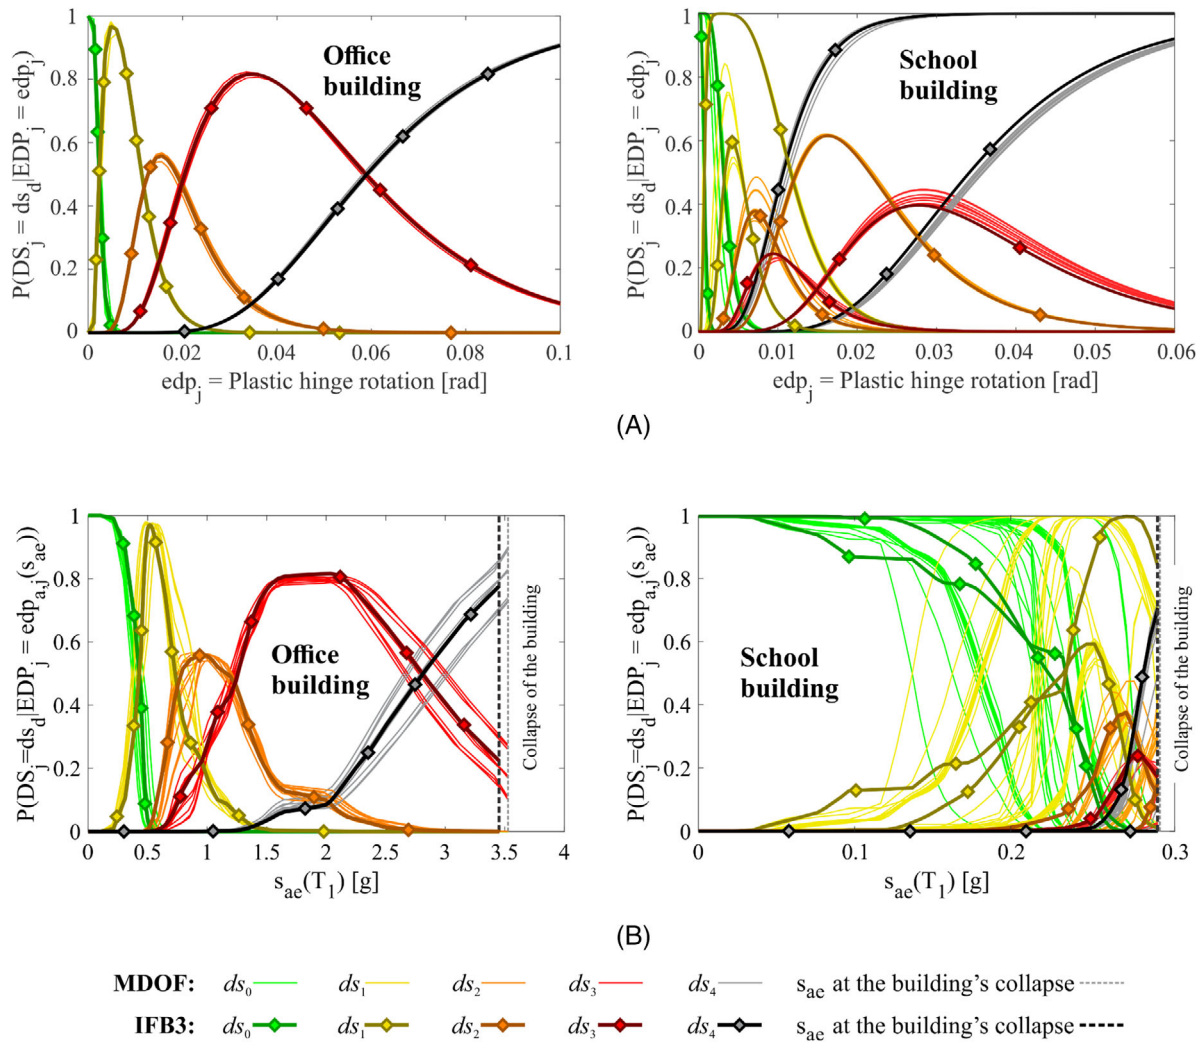 P(DS_j = ds_d|EDP_j = edp_j)
1
0.8
0.6
0.4
0.2
0
Office
building
0 0.02 0.04 0.06 0.08 0.1
edp_j = Plastic hinge rotation [rad]
P(DS_j = ds_d|EDP_j = edp_j)
1
0.8
0.6
0.4
0.2
0
School
building
0 0.01 0.02 0.03 0.04 0.05 0.06
edp_j = Plastic hinge rotation [rad]
(A)
P(DS_j=ds_d|EDP_j = edp_a,j(s_ae))
1
0.8
0.6
0.4
0.2
0
Office
building
Collapse of the building
0 0.5 1 1.5 2 2.5 3 3.5 4
s_ae(T_1) [g]
P(DS_j=ds_d|EDP_j = edp_a,j(s_ae))
1
0.8
0.6
0.4
0.2
0
School
building
Collapse of the building
0 0.1 0.2 0.3
s_ae(T_1) [g]
(B)
MDOF: ds_0 ds_1 ds_2 ds_3 ds_4 s_ae at the building's collapse
IFB3: ds_0 ds_1 ds_2 ds_3 ds_4 s_ae at the building's collapse